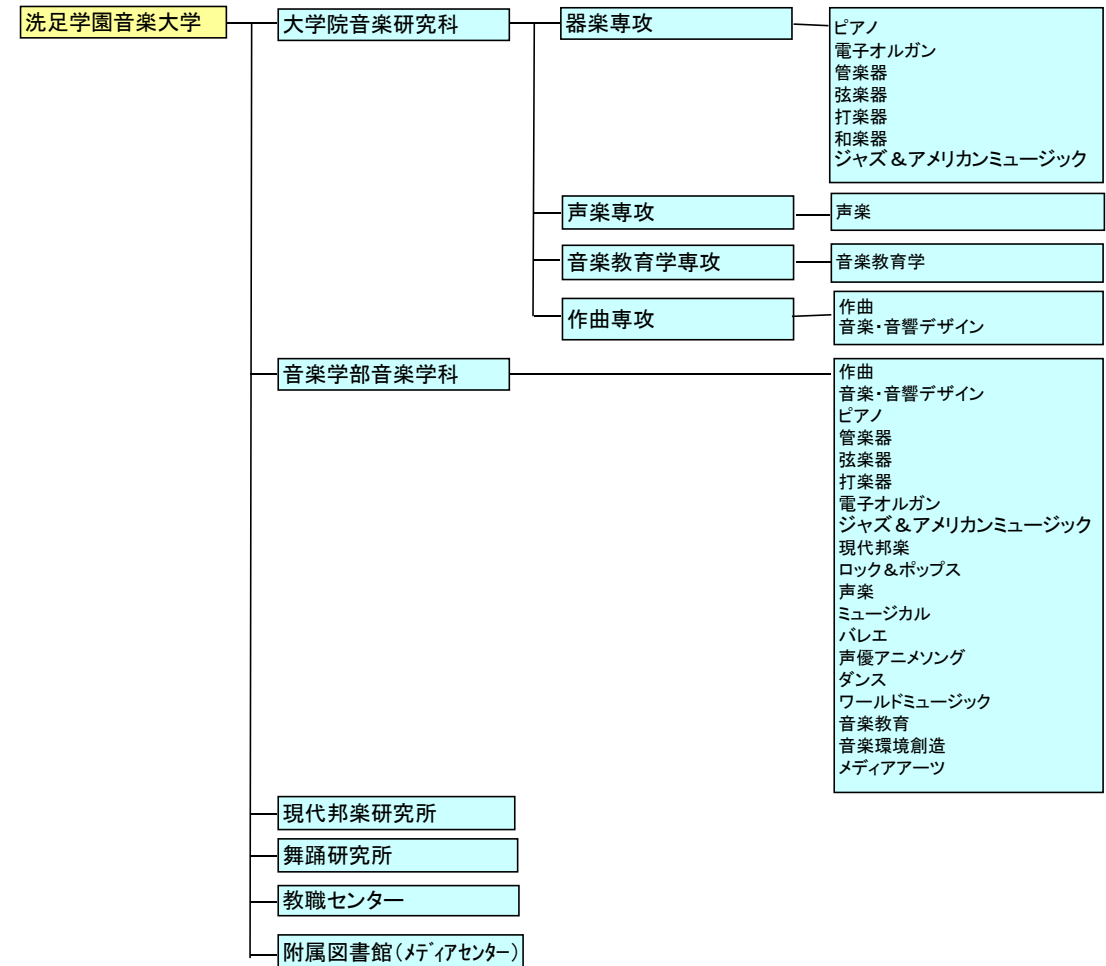 洗足学園音楽大学
大学院音楽研究科
器楽専攻
ピアノ
電子オルガン
管楽器
弦楽器
打楽器
和楽器
ジャズ&アメリカンミュージック
声楽専攻
声楽
音楽教育学専攻
音楽教育学
作曲専攻
作曲
音楽・音響デザイン
音楽学部音楽学科
作曲
音楽・音響デザイン
ピアノ
管楽器
弦楽器
打楽器
電子オルガン
ジャズ&アメリカンミュージック
現代邦楽
ロック&ポップス
声楽
ミュージカル
バレエ
声優アニメソング
ダンス
ワールドミュージック
音楽教育
音楽環境創造
メディアアーツ
現代邦楽研究所
舞踊研究所
教職センター
附属図書館(メディアセンター)